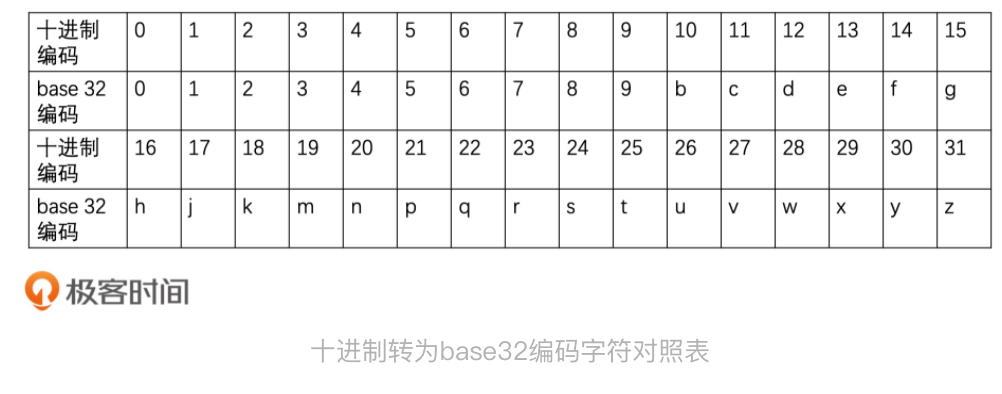 十进制编码 0 1 2 3 4 5 6 7 8 9 10 11 12 13 14 15
base 32编码 0 1 2 3 4 5 6 7 8 9 b c d e f g
十进制编码 16 17 18 19 20 21 22 23 24 25 26 27 28 29 30 31
base 32编码 h j k m n p q r s t u v w x y z
极客时间
十进制转为base32编码字符对照表